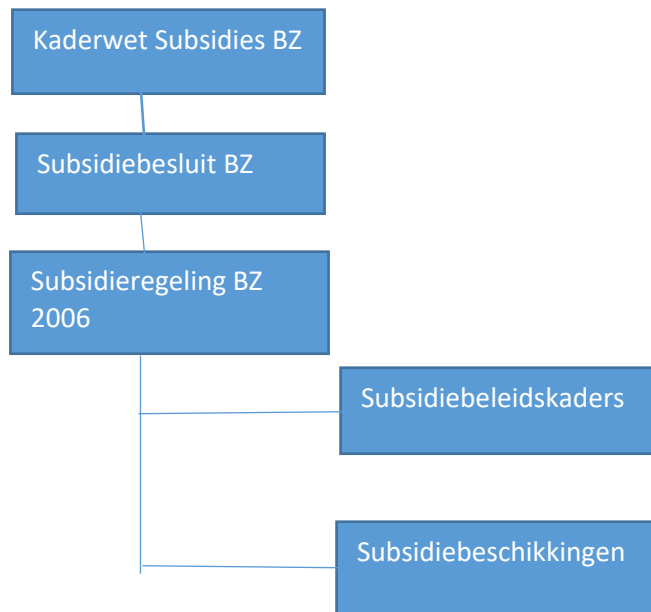 Kaderwet Subsidies BZ
Subsidiebesluit BZ
Subsidieregeling BZ
2006
Subsidiebeleidskaders
Subsidiebeschikkingen